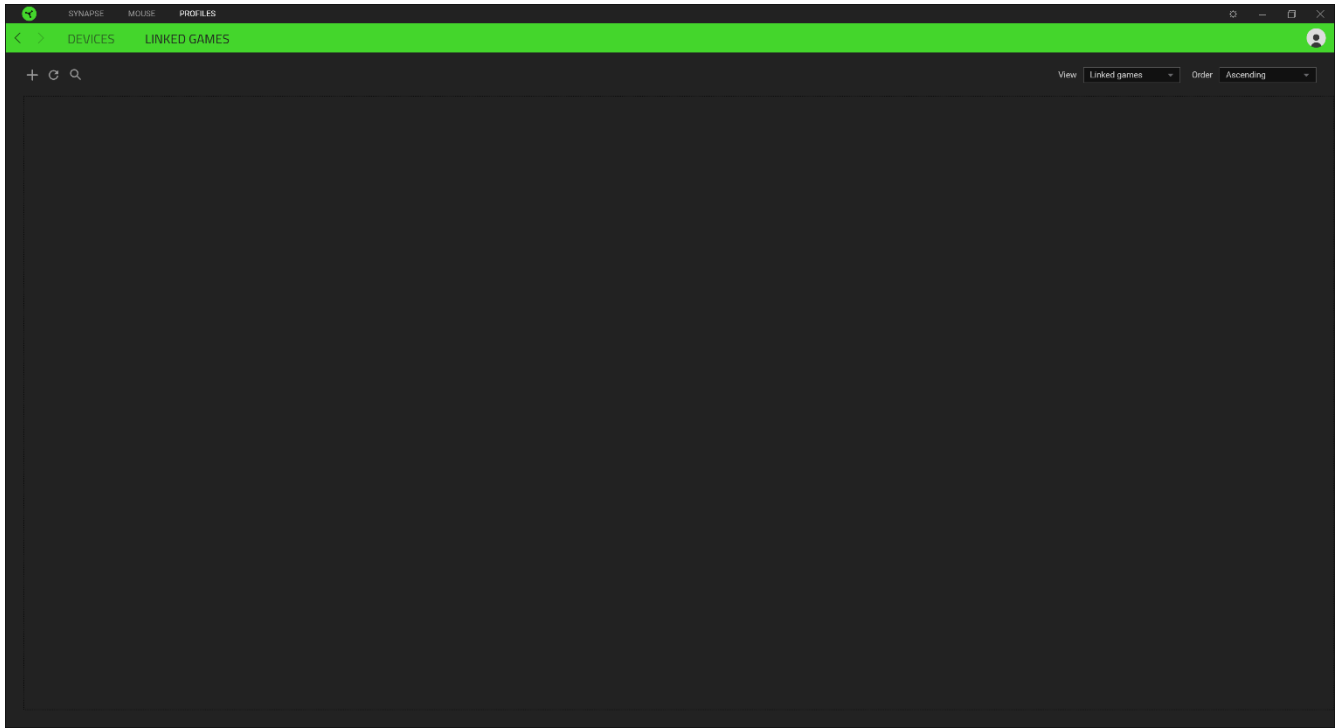 SYNAPSE MOUSE PROFILES
DEVICES LINKED GAMES
View Linked games Order Ascending